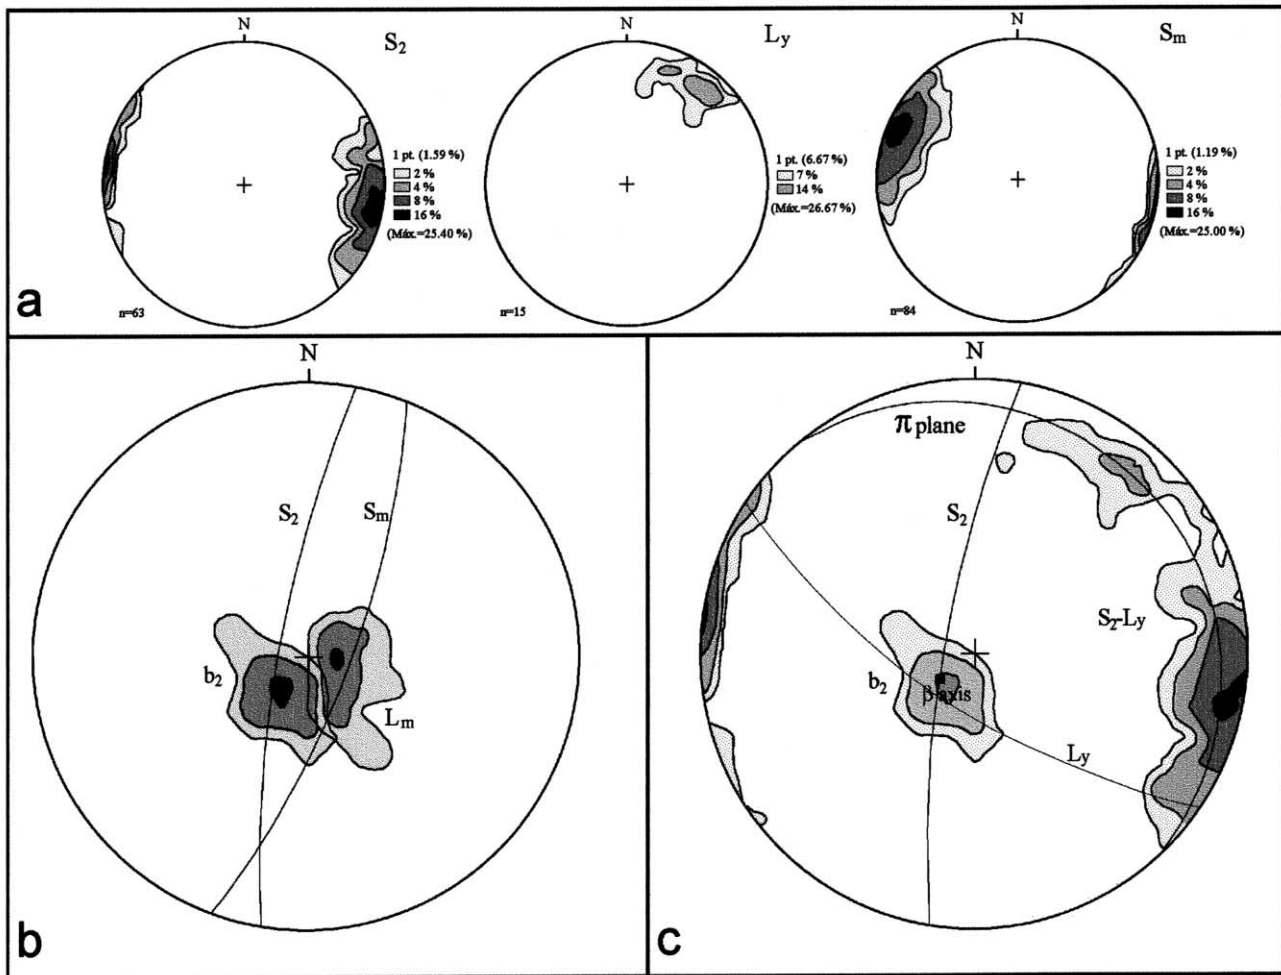 a
N
S₂
1 pt. (1.59 %)
2 %
4 %
8 %
16 %
(Máx.=25.40 %)
n=63
N
Ly
1 pt. (6.67 %)
7 %
14 %
(Máx.=26.67 %)
n=15
N
Sm
1 pt. (1.19 %)
2 %
4 %
8 %
16 %
(Máx.=25.00 %)
n=84
b
N
S₂
Sm
b₂
Lm
c
N
π plane
S₂
S₂-Ly
b₂
β axis
Ly